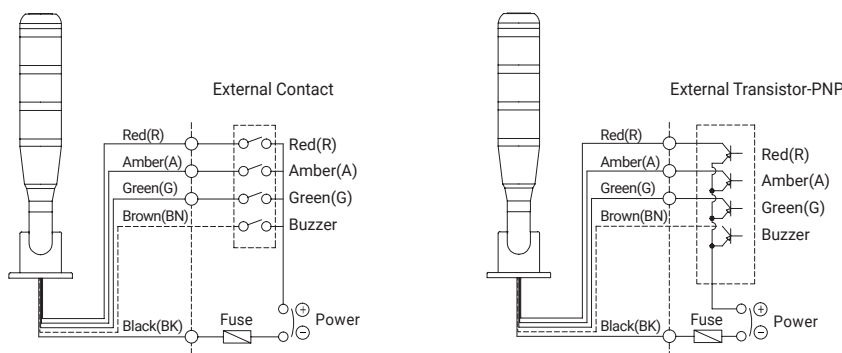 External Contact
Red(R)
Red(R)
Amber(A)
Amber(A)
Green(G)
Green(G)
Brown(BN)
Buzzer
+
Power
Black(BK)
Fuse
−
External Transistor-PNP
Red(R)
Red(R)
Amber(A)
Amber(A)
Green(G)
Green(G)
Brown(BN)
Buzzer
+
Power
Black(BK)
Fuse
−